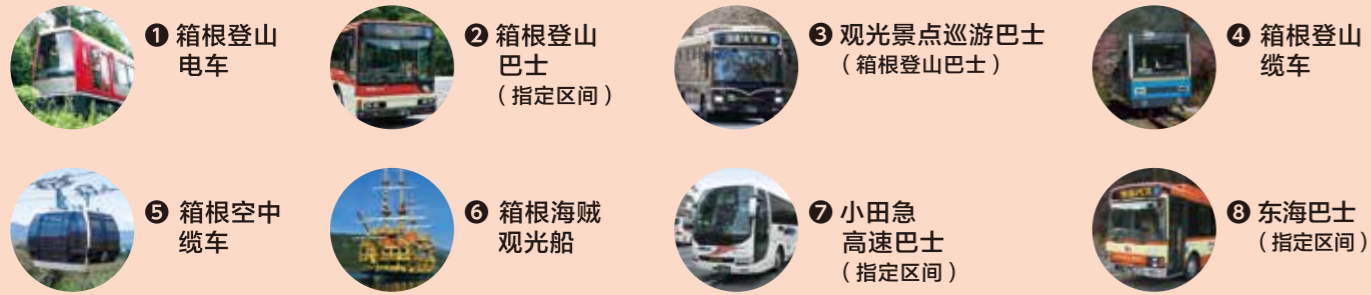 ❶ 箱根登山
电车
❷ 箱根登山
巴士
（指定区间）
❸ 观光景点巡游巴士
（箱根登山巴士）
❹ 箱根登山
缆车
❺ 箱根空中
缆车
❻ 箱根海贼
观光船
❼ 小田急
高速巴士
（指定区间）
❽ 东海巴士
（指定区间）